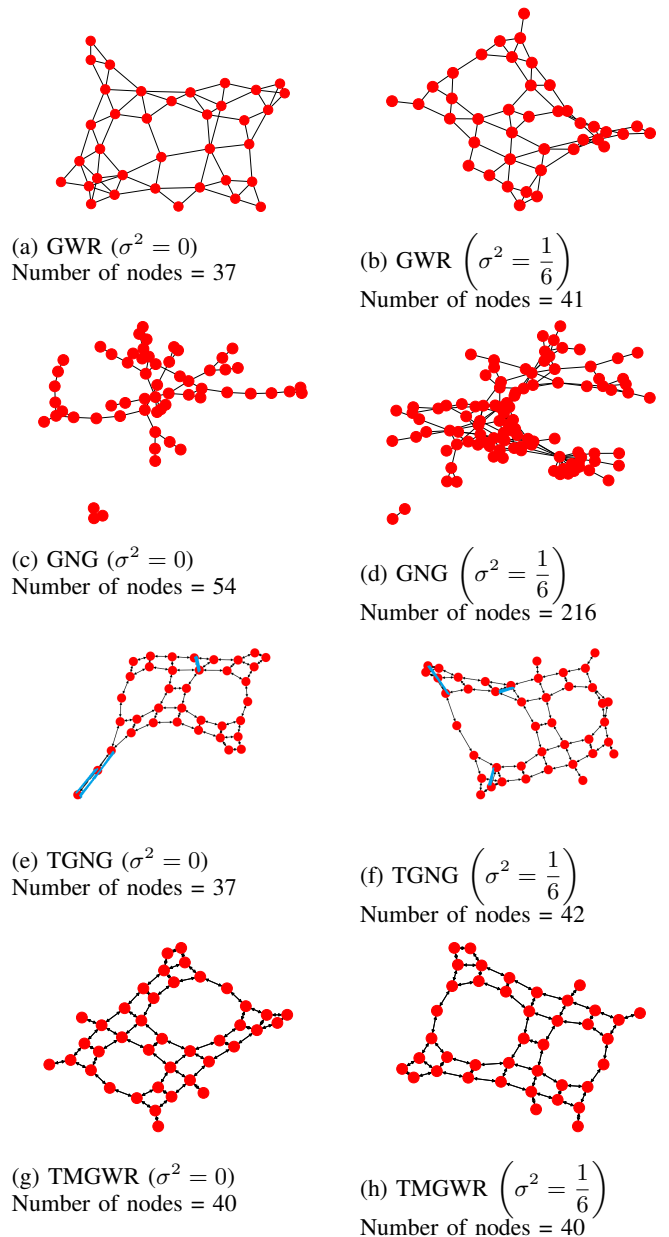 (a) GWR (σ² = 0)
Number of nodes = 37
(b) GWR (σ² = 1/6)
Number of nodes = 41
(c) GNG (σ² = 0)
Number of nodes = 54
(d) GNG (σ² = 1/6)
Number of nodes = 216
(e) TGNG (σ² = 0)
Number of nodes = 37
(f) TGNG (σ² = 1/6)
Number of nodes = 42
(g) TMGWR (σ² = 0)
Number of nodes = 40
(h) TMGWR (σ² = 1/6)
Number of nodes = 40